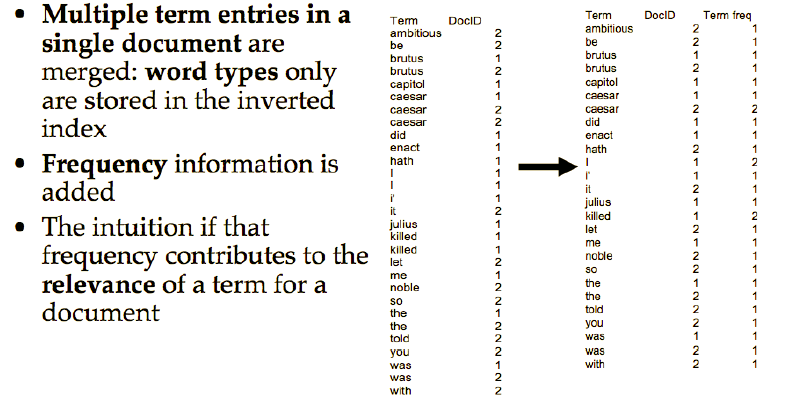 • Multiple term entries in a
single document are
merged: word types only
are stored in the inverted
index
• Frequency information is
added
• The intuition if that
frequency contributes to the
relevance of a term for a
document
Term DocID
ambitious 2
be 2
brutus 1
brutus 2
capitol 1
caesar 1
caesar 2
caesar 2
did 1
enact 1
hath 1
I 1
I 1
i' 1
it 2
julius 1
killed 1
killed 1
let 2
me 1
noble 2
so 2
the 1
the 2
told 2
you 2
was 1
was 2
with 2
Term DocID Term freq
ambitious 2 1
be 2 1
brutus 1 1
brutus 2 1
capitol 1 1
caesar 1 1
caesar 2 2
did 1 1
enact 1 1
hath 2 1
I 1 2
i' 1 1
it 2 1
julius 1 1
killed 1 2
let 2 1
me 1 1
noble 2 1
so 2 1
the 1 1
the 2 1
told 2 1
you 2 1
was 1 1
was 2 1
with 2 1